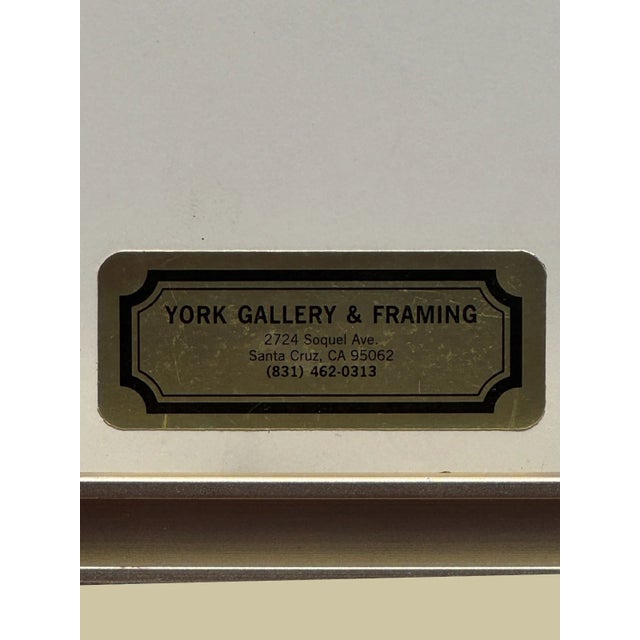 YORK GALLERY & FRAMING
2724 Soquel Ave.
Santa Cruz, CA 95062
(831) 462-0313